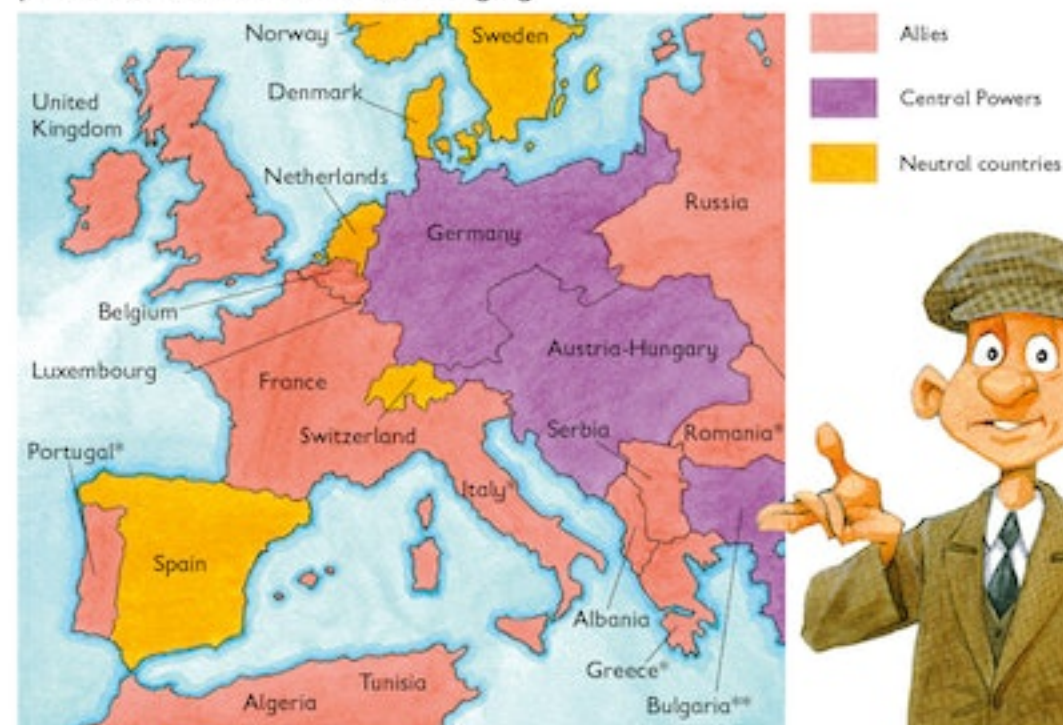 Norway
Sweden
Denmark
United
Kingdom
Netherlands
Germany
Russia
Belgium
Luxembourg
France
Austria-Hungary
Switzerland
Serbia
Romania*
Portugal*
Italy*
Spain
Albania
Greece*
Bulgaria**
Tunisia
Algeria
Allies
Central Powers
Neutral countries